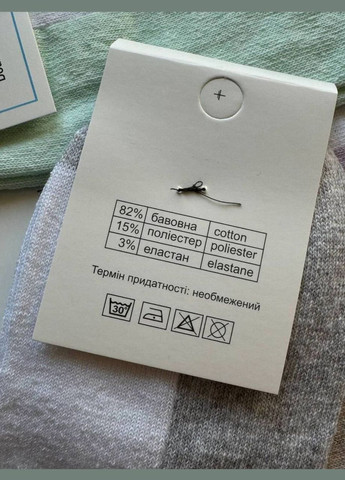 82% бавовна cotton
15% поліестер poliester
3% еластан elastane
Термін придатності: необмежений
30°